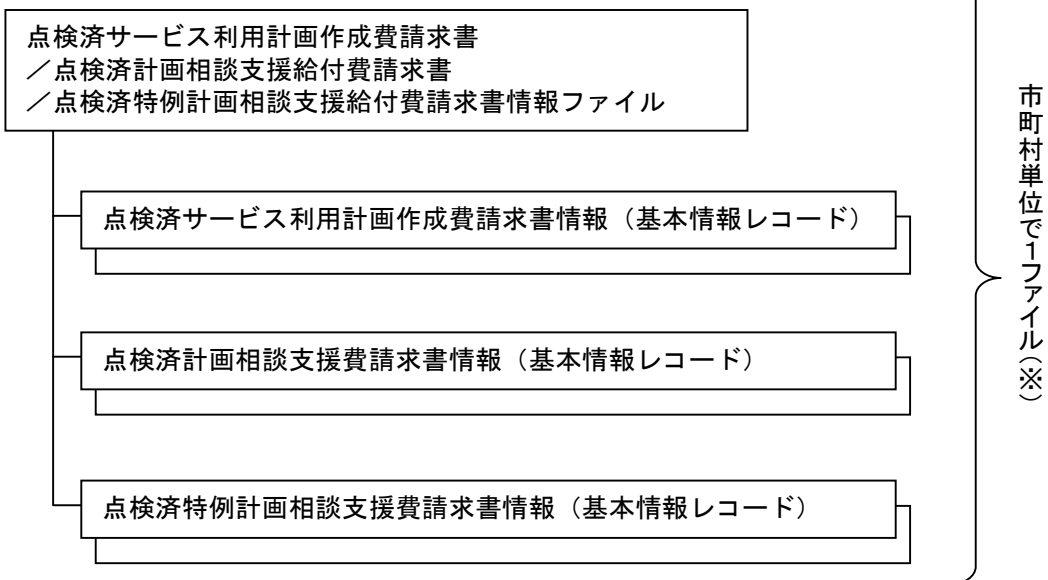 点検済サービス利用計画作成費請求書
／点検済計画相談支援給付費請求書
／点検済特例計画相談支援給付費請求書情報ファイル
点検済サービス利用計画作成費請求書情報（基本情報レコード）
点検済計画相談支援費請求書情報（基本情報レコード）
点検済特例計画相談支援費請求書情報（基本情報レコード）
市町村単位で1ファイル（※）